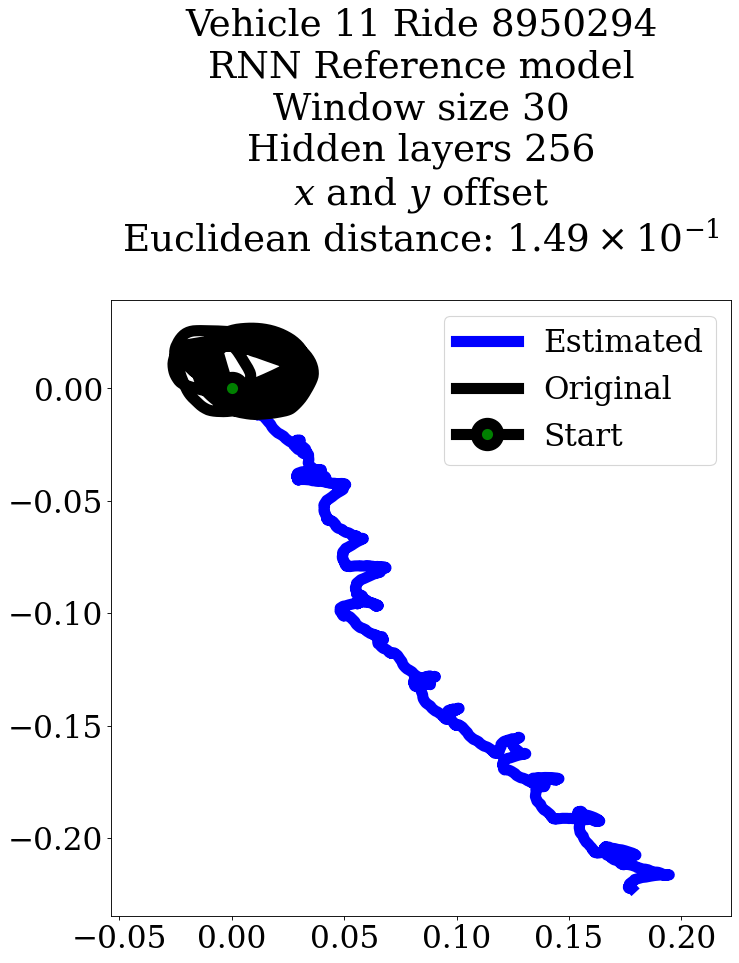 Vehicle 11 Ride 8950294
RNN Reference model
Window size 30
Hidden layers 256
x and y offset
Euclidean distance: 1.49 × 10⁻¹
Estimated
Original
Start
0.00
−0.05
−0.10
−0.15
−0.20
−0.05 0.00 0.05 0.10 0.15 0.20